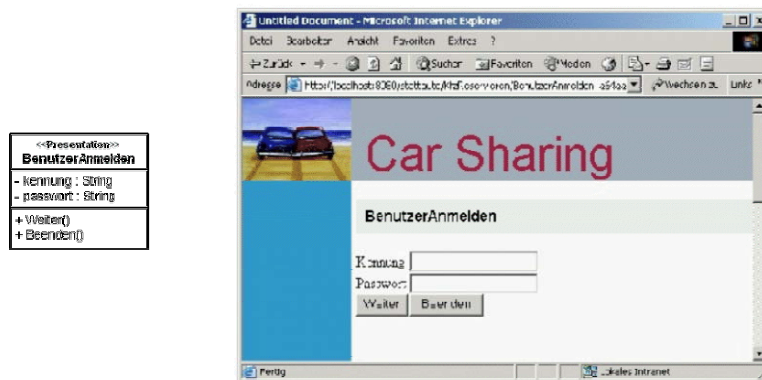 <<Presentation>>
BenutzerAnmelden
- kennung : String
- passwort : String
+ Weiter()
+ Beenden()
Untitled Document - Microsoft Internet Explorer
Datei Bearbeiten Ansicht Favoriten Extras ?
Zurück Suchen Favoriten Medien
Adresse Wechseln zu Links
Car Sharing
BenutzerAnmelden
Kennung
Passwort
Weiter Beenden
Fertig Lokales Intranet